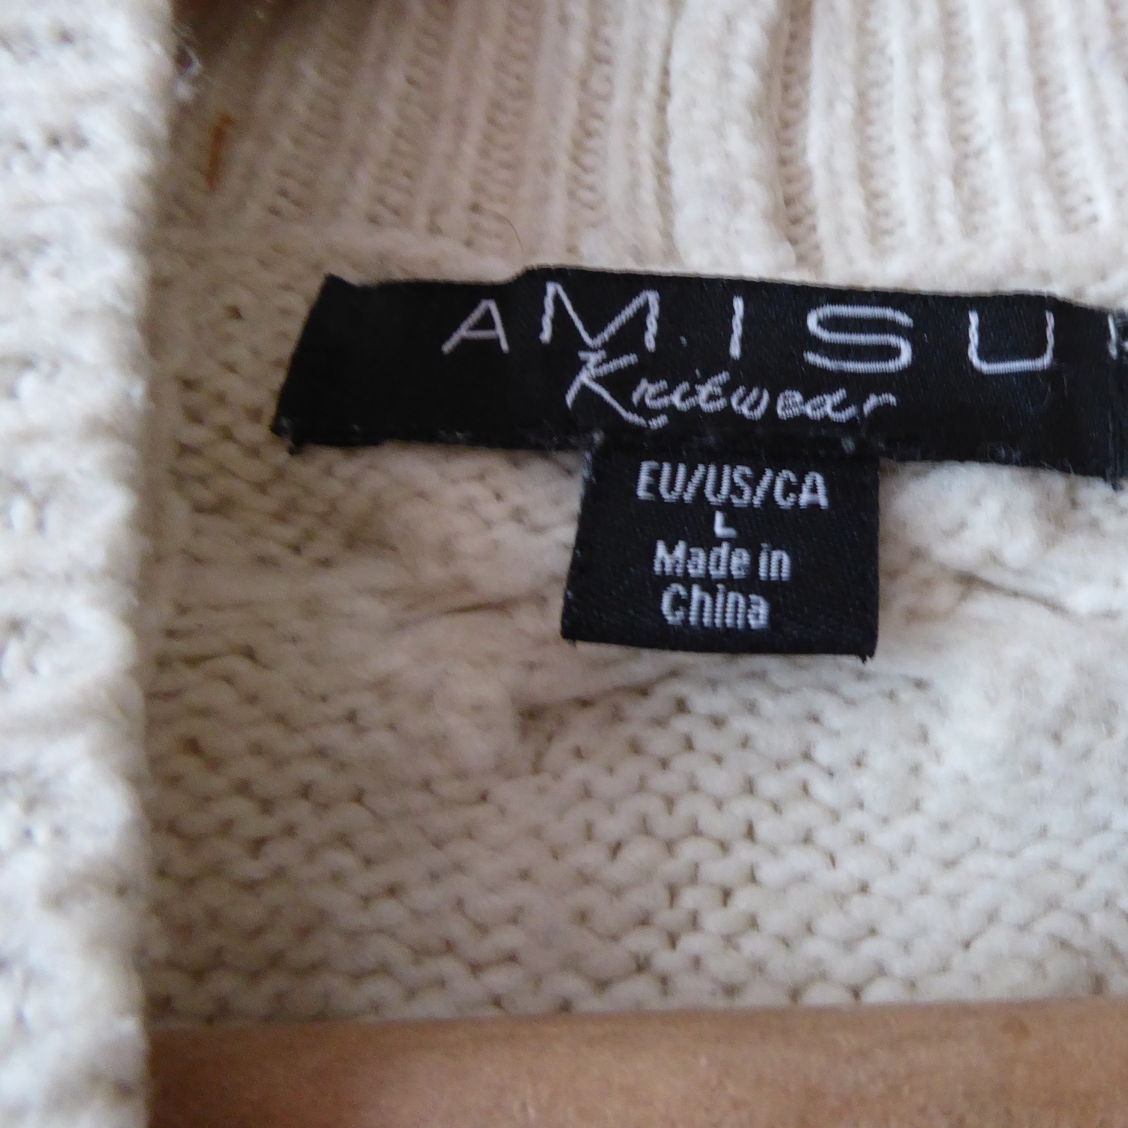 AMISU
Knitwear
EU/US/CA
L
Made in
China